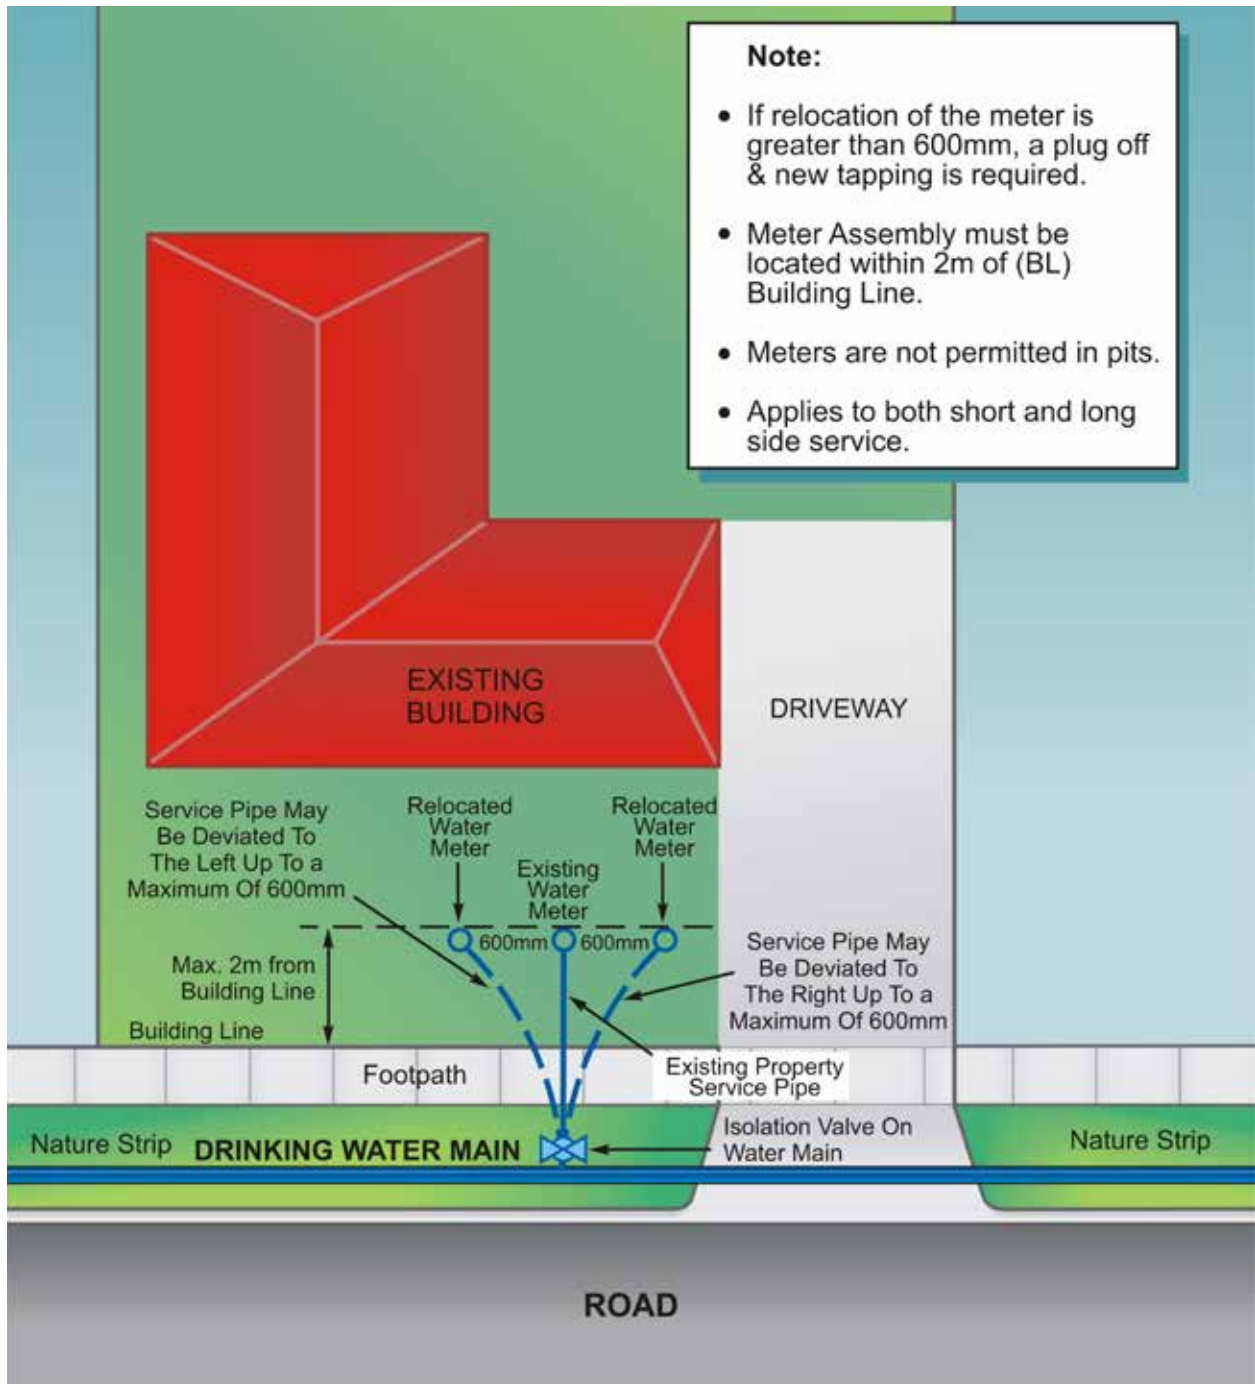 Note:
• If relocation of the meter is
greater than 600mm, a plug off
& new tapping is required.
• Meter Assembly must be
located within 2m of (BL)
Building Line.
• Meters are not permitted in pits.
• Applies to both short and long
side service.
EXISTING
BUILDING
DRIVEWAY
Service Pipe May
Be Deviated To
The Left Up To a
Maximum Of 600mm
Relocated
Water
Meter
Existing
Water
Meter
Relocated
Water
Meter
600mm
600mm
Max. 2m from
Building Line
Service Pipe May
Be Deviated To
The Right Up To a
Maximum Of 600mm
Building Line
Footpath
Existing Property
Service Pipe
Nature Strip
DRINKING WATER MAIN
Isolation Valve On
Water Main
Nature Strip
ROAD